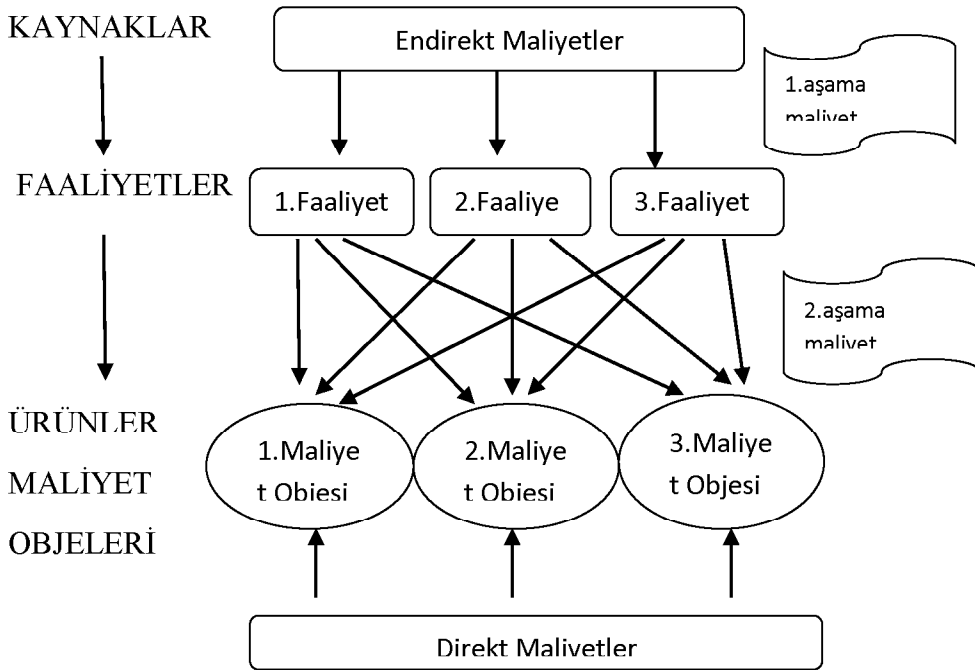 KAYNAKLAR
Endirekt Maliyetler
1.aşama
maliyet
FAALİYETLER
1.Faaliyet
2.Faaliye
3.Faaliyet
2.aşama
maliyet
ÜRÜNLER
MALİYET
OBJELERİ
1.Maliye
t Objesi
2.Maliye
t Objesi
3.Maliye
t Objesi
Direkt Maliyetler